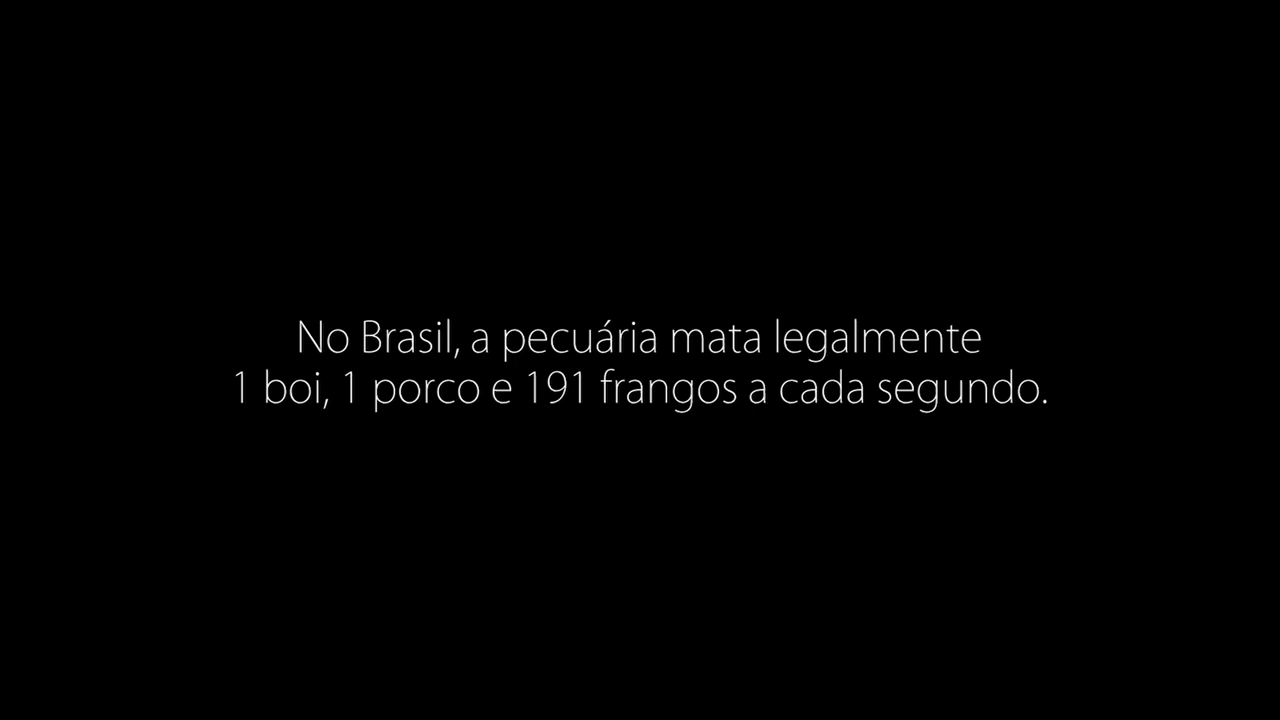 No Brasil, a pecuária mata legalmente
1 boi, 1 porco e 191 frangos a cada segundo.